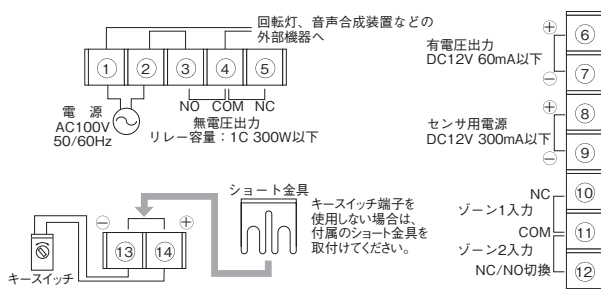 回転灯、音声合成装置などの
外部機器へ
① ② ③ ④ ⑤
NO COM NC
電 源
AC100V
50/60Hz
無電圧出力
リレー容量：1C 300W以下
⊕ ⑥
有電圧出力
DC12V 60mA以下
⊖ ⑦
⊕ ⑧
センサ用電源
DC12V 300mA以下
⊖ ⑨
NC ⑩
ゾーン1入力
COM ⑪
ゾーン2入力
NC/NO切換 ⑫
ショート金具
キースイッチ端子を
使用しない場合は、
付属のショート金具を
取付けてください。
⊖ ⑬ ⑭ ⊕
キースイッチ